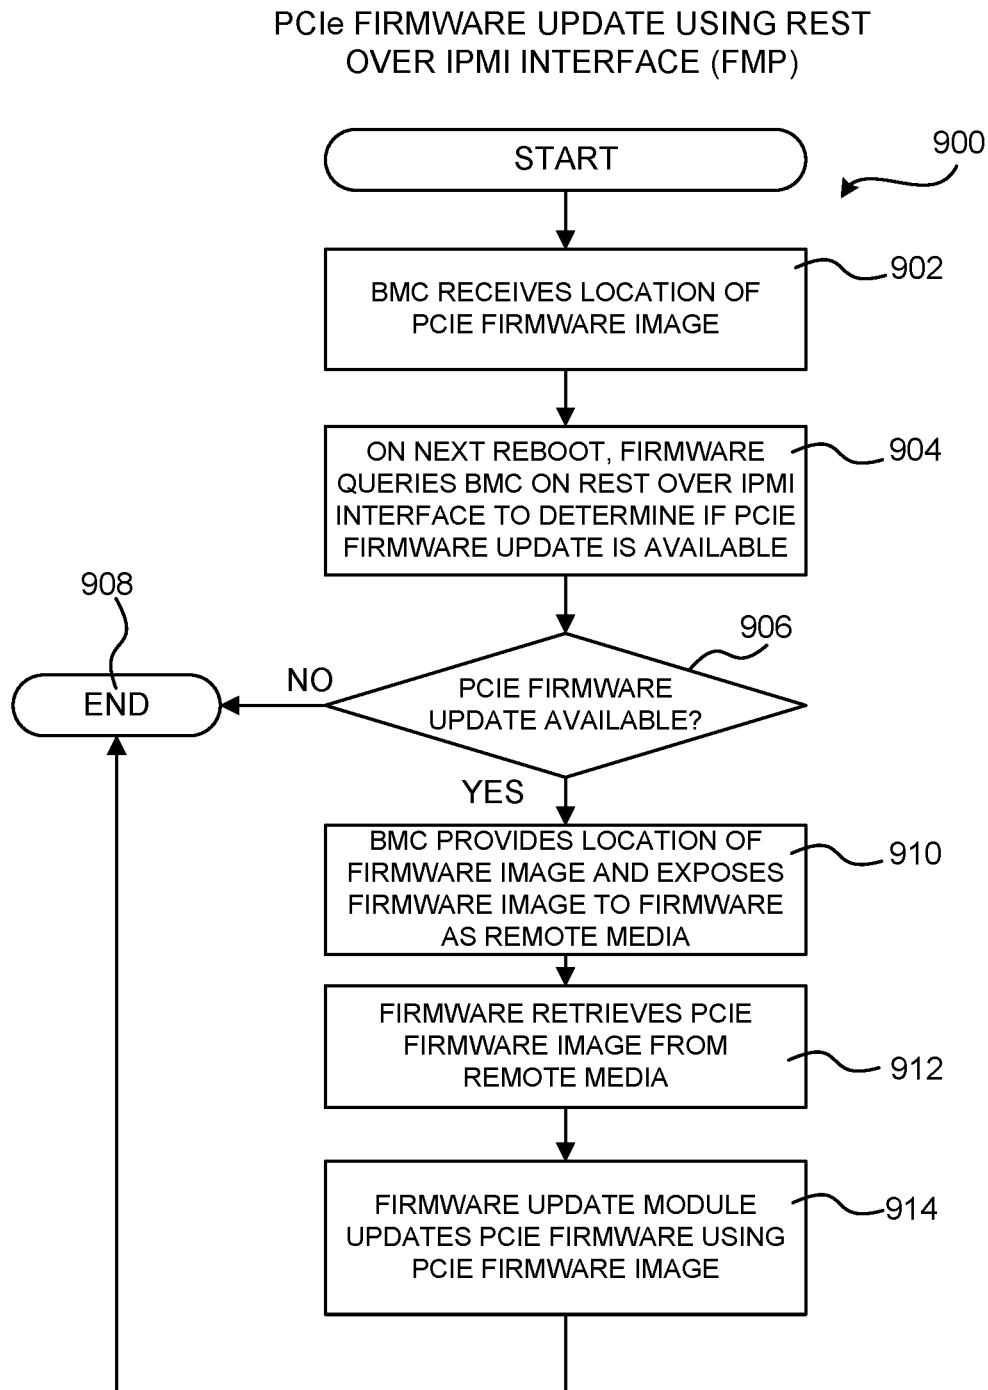 PCIe FIRMWARE UPDATE USING REST
OVER IPMI INTERFACE (FMP)
START
900
902
BMC RECEIVES LOCATION OF
PCIE FIRMWARE IMAGE
904
ON NEXT REBOOT, FIRMWARE
QUERIES BMC ON REST OVER IPMI
INTERFACE TO DETERMINE IF PCIE
FIRMWARE UPDATE IS AVAILABLE
908
906
END
NO
PCIE FIRMWARE
UPDATE AVAILABLE?
YES
BMC PROVIDES LOCATION OF
FIRMWARE IMAGE AND EXPOSES
FIRMWARE IMAGE TO FIRMWARE
AS REMOTE MEDIA
910
FIRMWARE RETRIEVES PCIE
FIRMWARE IMAGE FROM
REMOTE MEDIA
912
FIRMWARE UPDATE MODULE
UPDATES PCIE FIRMWARE USING
PCIE FIRMWARE IMAGE
914